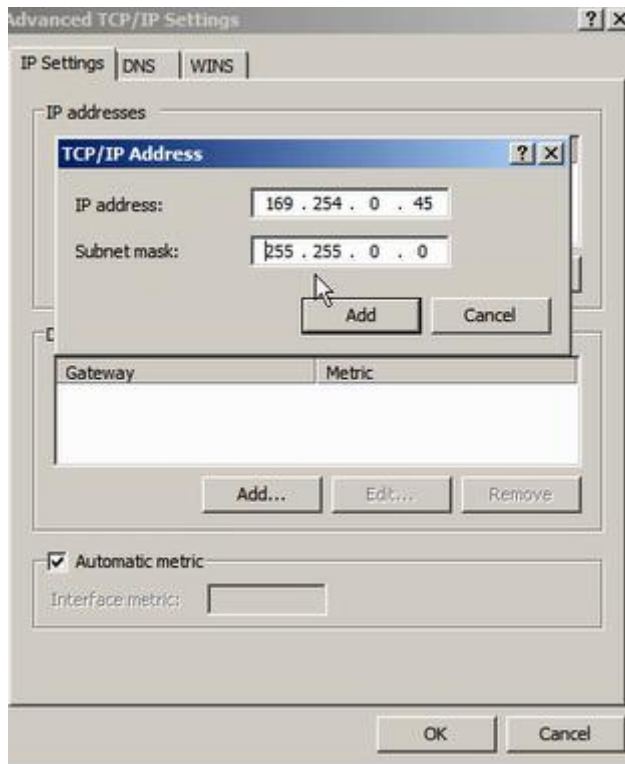 Advanced TCP/IP Settings
IP Settings DNS WINS
IP addresses
TCP/IP Address
IP address: 169 . 254 . 0 . 45
Subnet mask: 255 . 255 . 0 . 0
Add Cancel
Gateway Metric
Add... Edit... Remove
Automatic metric
Interface metric:
OK Cancel